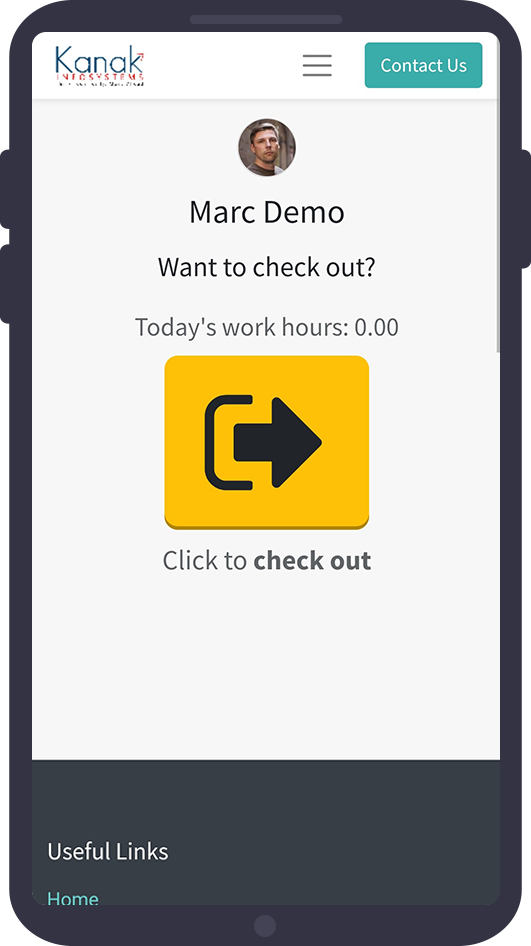 Kanak
INFOSYSTEMS
Contact Us
Marc Demo
Want to check out?
Today's work hours: 0.00
Click to check out
Useful Links
Home